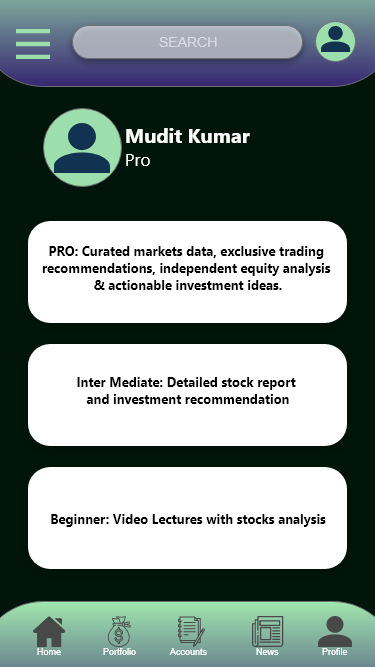 SEARCH
Mudit Kumar
Pro
PRO: Curated markets data, exclusive trading
recommendations, independent equity analysis
& actionable investment ideas.
Inter Mediate: Detailed stock report
and investment recommendation
Beginner: Video Lectures with stocks analysis
Home
Portfolio
Accounts
News
Profile